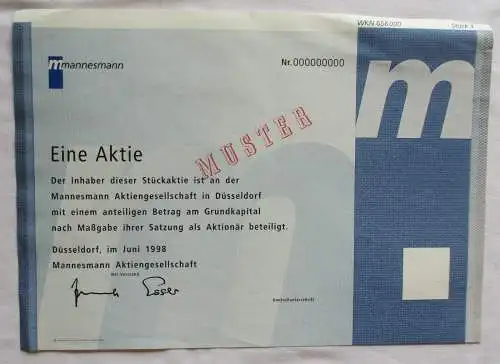 WKN 656000
Stück 1
mannesmann
Nr. 000000000
m
MUSTER
Eine Aktie
Der Inhaber dieser Stückaktie ist an der
Mannesmann Aktiengesellschaft in Düsseldorf
mit einem anteiligen Betrag am Grundkapital
nach Maßgabe ihrer Satzung als Aktionär beteiligt.
Düsseldorf, im Juni 1998
Mannesmann Aktiengesellschaft
Der Vorstand
Esser
Kontrollunterschrift